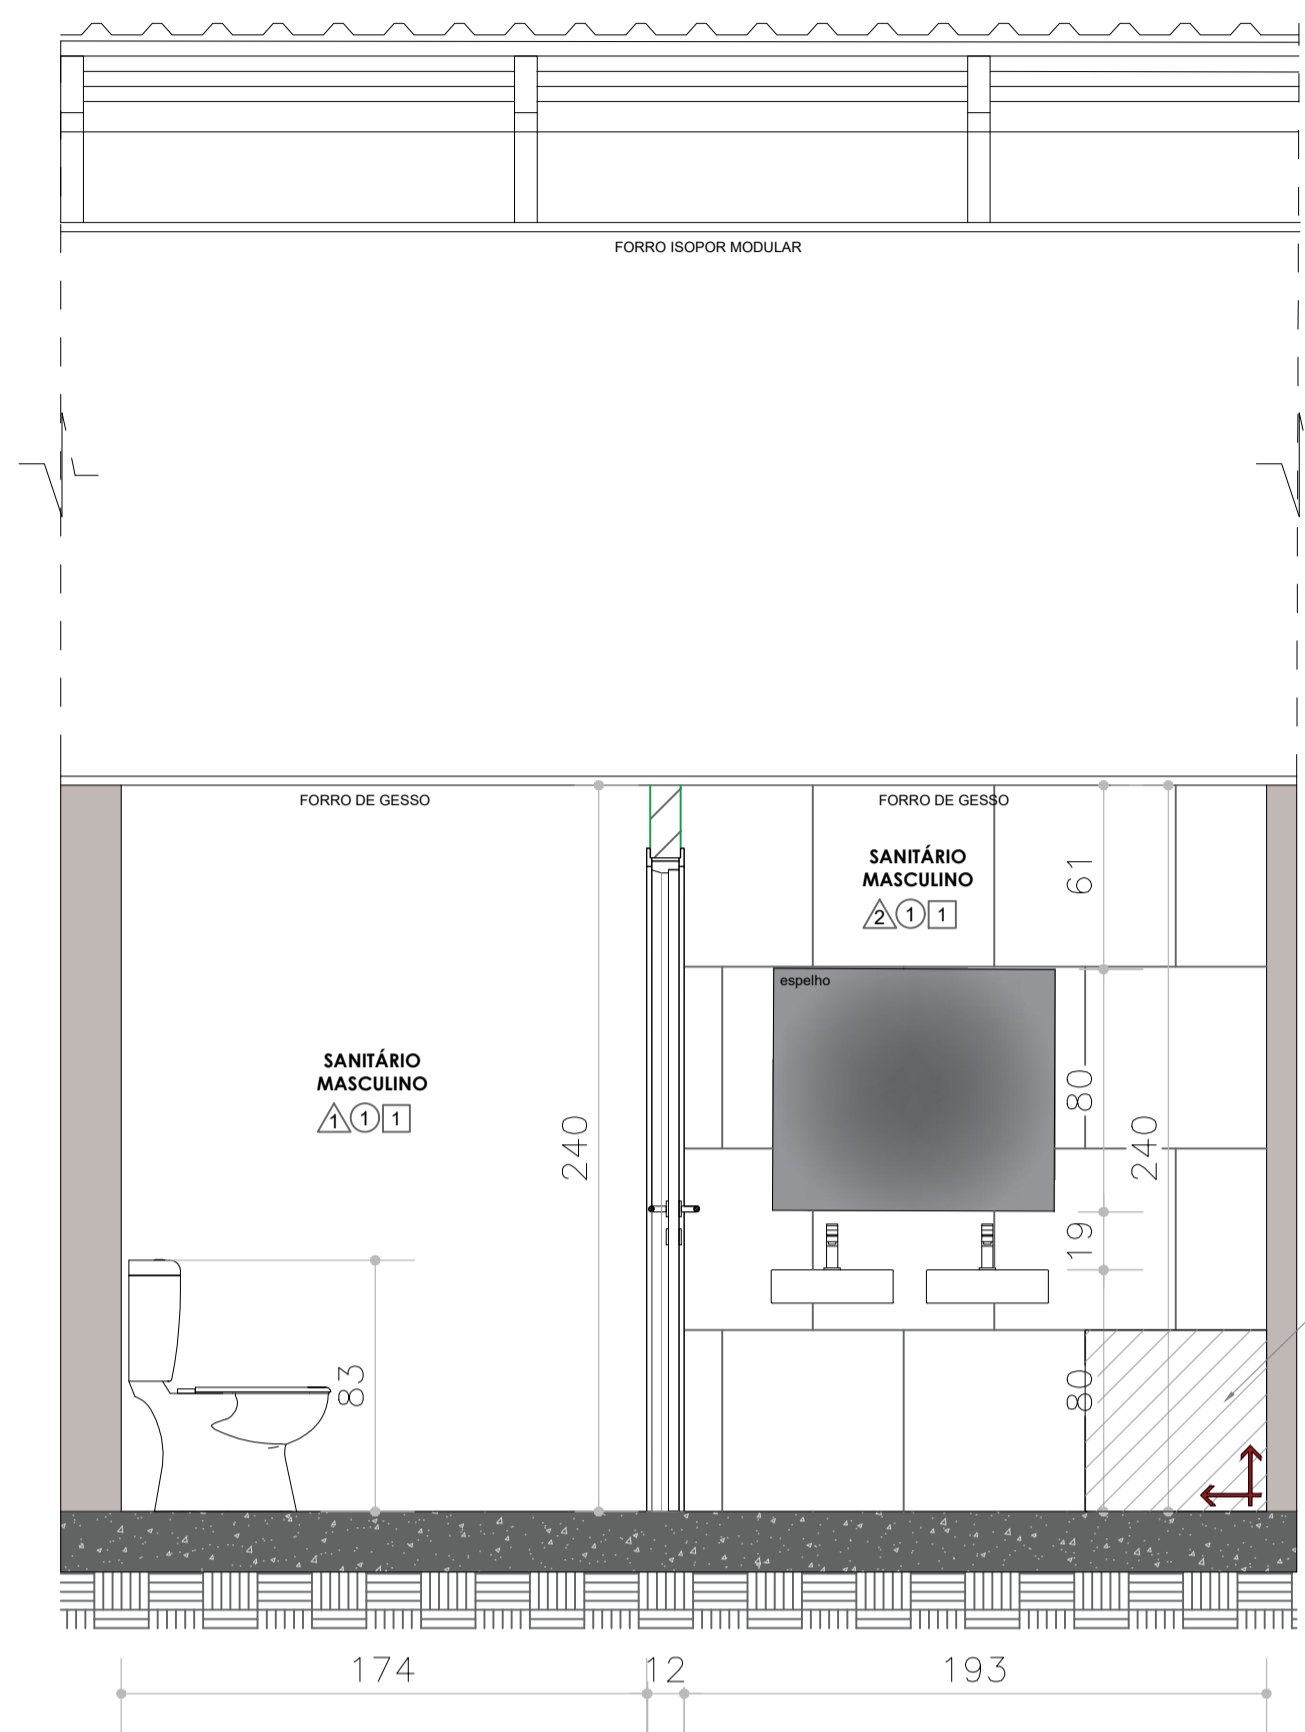 FORRO ISOPOR MODULAR
FORRO DE GESSO
FORRO DE GESSO
SANITÁRIO
MASCULINO
2 1 1
61
espelho
SANITÁRIO
MASCULINO
1 1 1
80
240
240
19
83
80
174
12
193